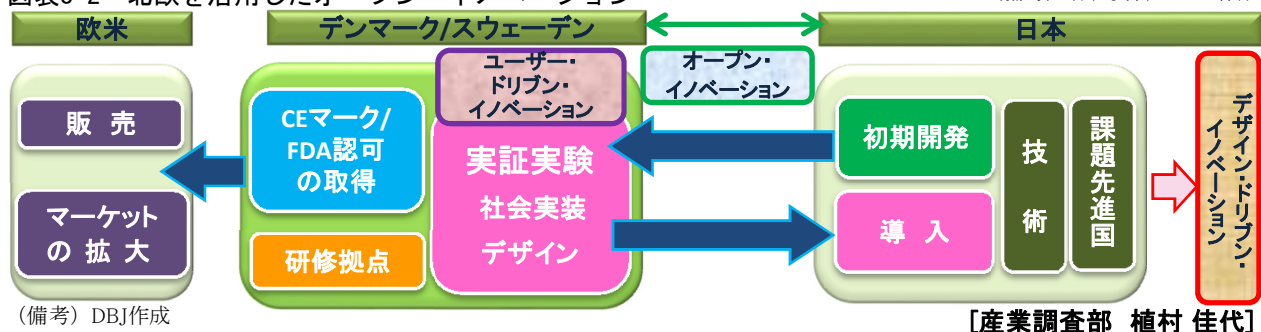 欧米
デンマーク/スウェーデン
日本
ユーザー・
ドリブン・
イノベーション
オープン・
イノベーション
販 売
マーケット
の 拡 大
CEマーク/
FDA認可
の取得
研修拠点
実証実験
社会実装
デザイン
初期開発
導 入
技 術
課題先進国
デザイン・ドリブン・
イノベーション
（備考）DBJ作成
［産業調査部 植村 佳代］